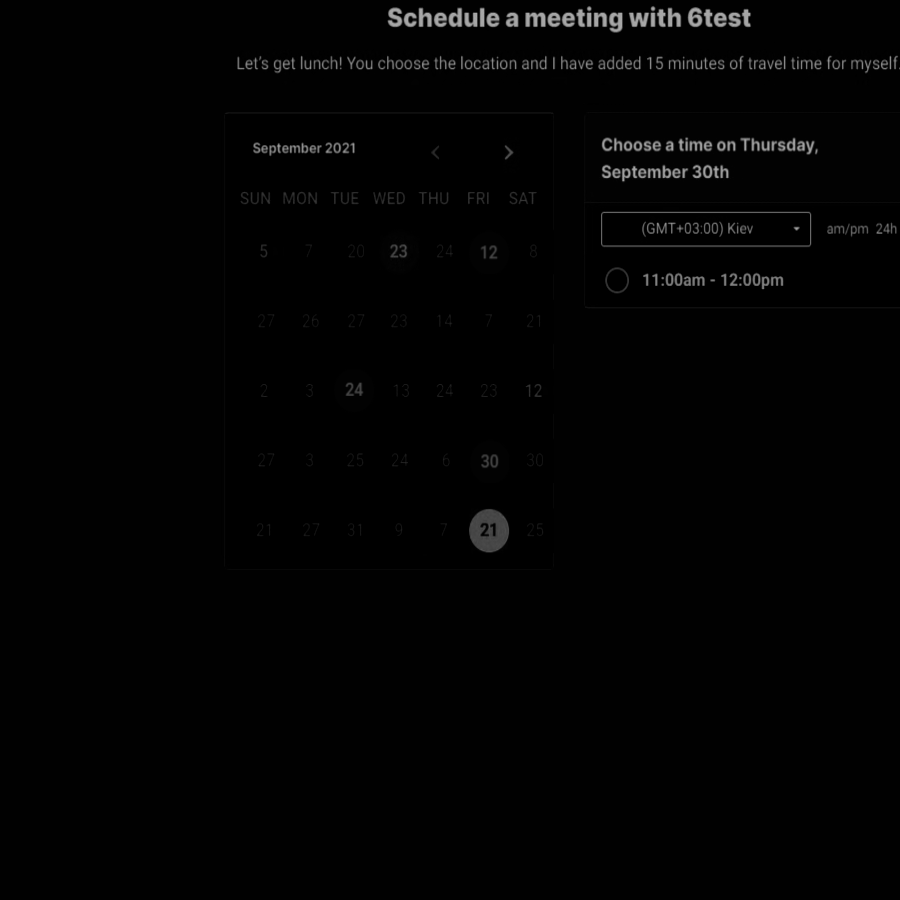 Schedule a meeting with 6test
Let's get lunch! You choose the location and I have added 15 minutes of travel time for myself.
September 2021
SUN MON TUE WED THU FRI SAT
5 7 20 23 24 12 8
27 26 27 23 14 7 21
2 3 24 13 24 23 12
27 3 25 24 6 30 30
21 27 31 9 7 21 25
Choose a time on Thursday,
September 30th
(GMT+03:00) Kiev am/pm 24h
11:00am - 12:00pm